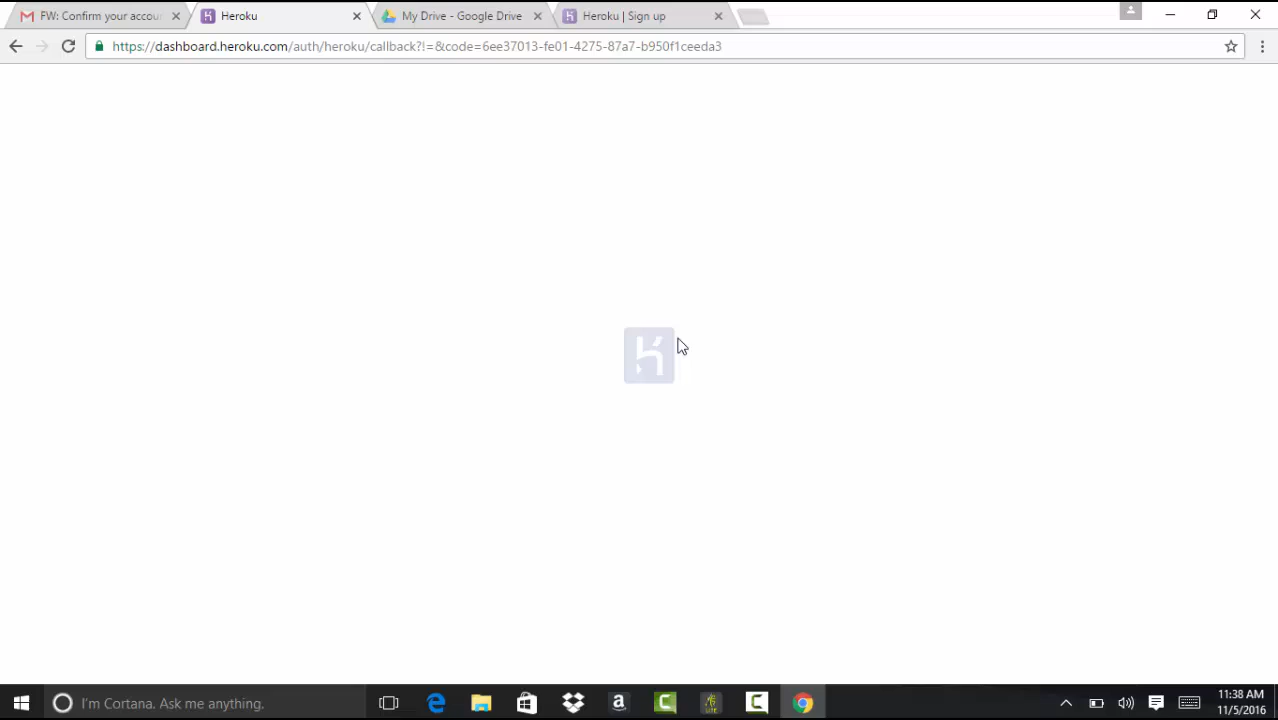 FW: Confirm your accou
Heroku
My Drive - Google Drive
Heroku | Sign up
https://dashboard.heroku.com/auth/heroku/callback?!=&code=6ee37013-fe01-4275-87a7-b950f1ceeda3
I'm Cortana. Ask me anything.
11:38 AM
11/5/2016